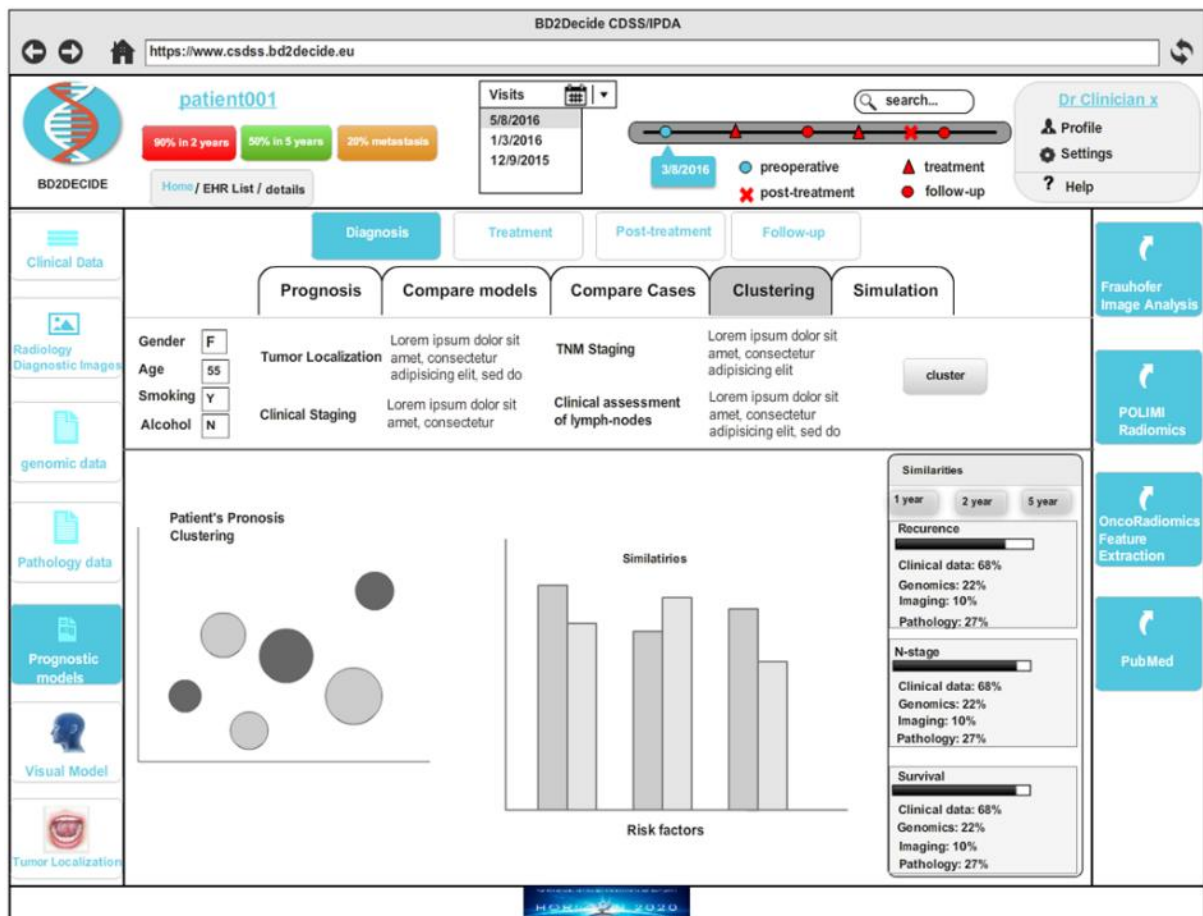 BD2Decide CDSS/IPDA
https://www.csdss.bd2decide.eu
BD2DECIDE
patient001
90% in 2 years
50% in 5 years
20% metastasis
Home / EHR List / details
Visits
5/8/2016
1/3/2016
12/9/2015
search...
3/8/2016
preoperative
treatment
post-treatment
follow-up
Dr Clinician x
Profile
Settings
? Help
Clinical Data
Radiology
Diagnostic Images
genomic data
Pathology data
Prognostic
models
Visual Model
Tumor Localization
Diagnosis
Treatment
Post-treatment
Follow-up
Prognosis
Compare models
Compare Cases
Clustering
Simulation
Gender F
Age 55
Smoking Y
Alcohol N
Tumor Localization
Lorem ipsum dolor sit
amet, consectetur
adipisicing elit, sed do
Clinical Staging
Lorem ipsum dolor sit
amet, consectetur
TNM Staging
Lorem ipsum dolor sit
amet, consectetur
adipisicing elit
Clinical assessment
of lymph-nodes
Lorem ipsum dolor sit
amet, consectetur
adipisicing elit, sed do
cluster
Patient's Pronosis
Clustering
Similatiries
Risk factors
Similarities
1 year
2 year
5 year
Recurence
Clinical data: 68%
Genomics: 22%
Imaging: 10%
Pathology: 27%
N-stage
Clinical data: 68%
Genomics: 22%
Imaging: 10%
Pathology: 27%
Survival
Clinical data: 68%
Genomics: 22%
Imaging: 10%
Pathology: 27%
Frauhofer
Image Analysis
POLIMI
Radiomics
OncoRadiomics
Feature
Extraction
PubMed
HORIZON 2020